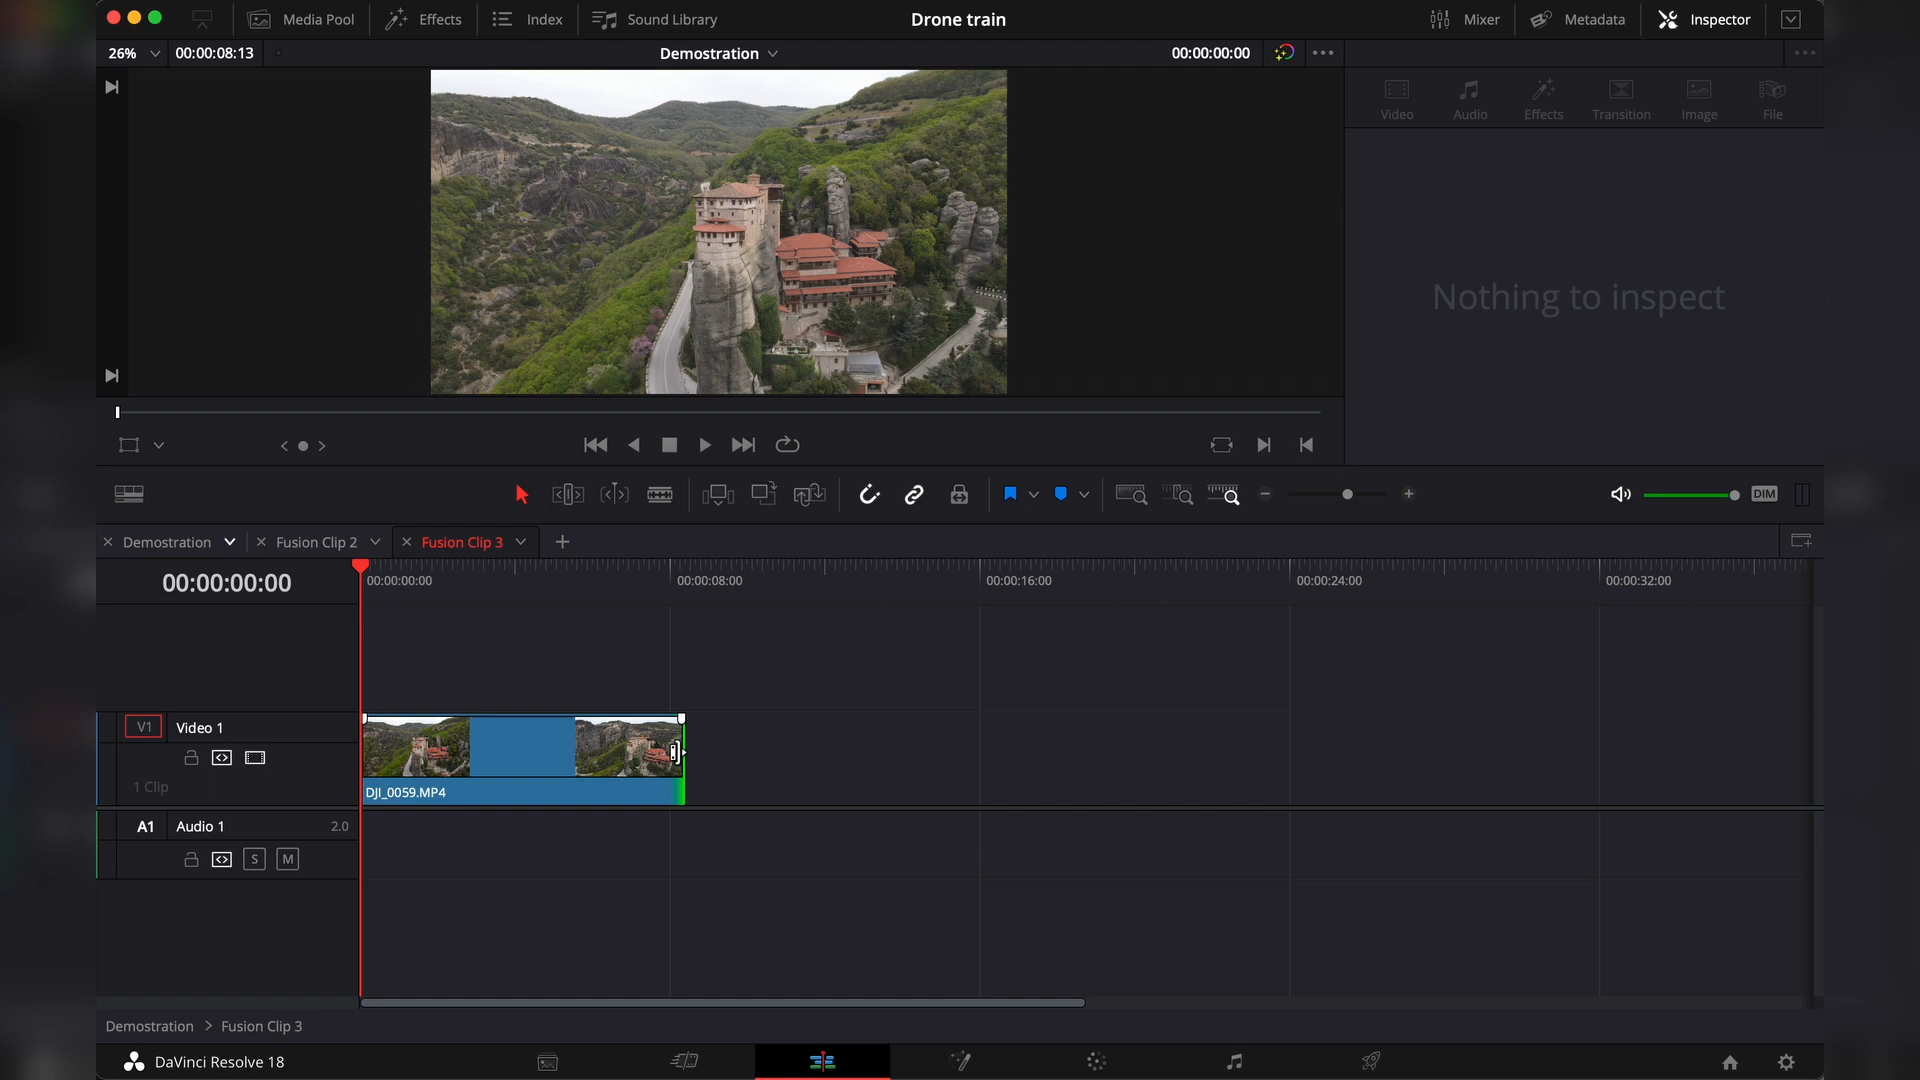 Media Pool Effects Index Sound Library Drone train Mixer Metadata Inspector
26% 00:00:08:13 Demostration 00:00:00:00
Video Audio Effects Transition Image File
Nothing to inspect
DIM
Demostration Fusion Clip 2 Fusion Clip 3
00:00:00:00 00:00:00:00 00:00:08:00 00:00:16:00 00:00:24:00 00:00:32:00
V1 Video 1
1 Clip
DJI_0059.MP4
A1 Audio 1 2.0
S M
Demostration > Fusion Clip 3
DaVinci Resolve 18